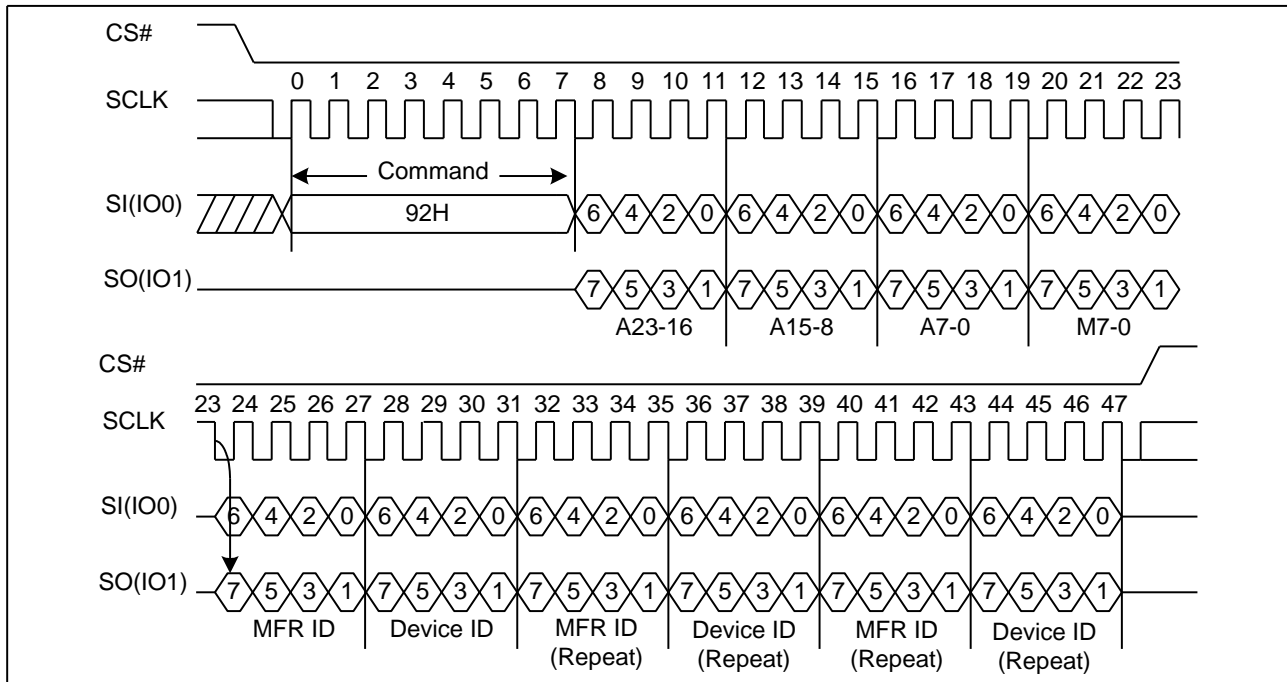 CS#
0 1 2 3 4 5 6 7 8 9 10 11 12 13 14 15 16 17 18 19 20 21 22 23
SCLK
Command
SI(IO0) 92H 6 4 2 0 6 4 2 0 6 4 2 0 6 4 2 0
SO(IO1) 7 5 3 1 7 5 3 1 7 5 3 1 7 5 3 1
A23-16 A15-8 A7-0 M7-0
CS#
23 24 25 26 27 28 29 30 31 32 33 34 35 36 37 38 39 40 41 42 43 44 45 46 47
SCLK
SI(IO0) 6 4 2 0 6 4 2 0 6 4 2 0 6 4 2 0 6 4 2 0 6 4 2 0
SO(IO1) 7 5 3 1 7 5 3 1 7 5 3 1 7 5 3 1 7 5 3 1 7 5 3 1
MFR ID Device ID MFR ID Device ID MFR ID Device ID
(Repeat) (Repeat) (Repeat) (Repeat)